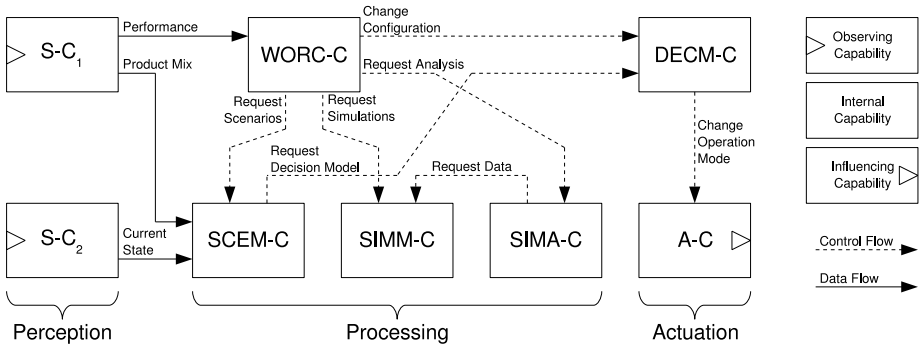 S-C1
Performance
Product Mix
WORC-C
Change
Configuration
Request Analysis
DECM-C
Observing
Capability
Request
Scenarios
Request
Simulations
Internal
Capability
Change
Operation
Mode
Request
Decision Model
Request Data
Influencing
Capability
S-C2
Current
State
SCEM-C
SIMM-C
SIMA-C
A-C
Control Flow
Data Flow
Perception
Processing
Actuation